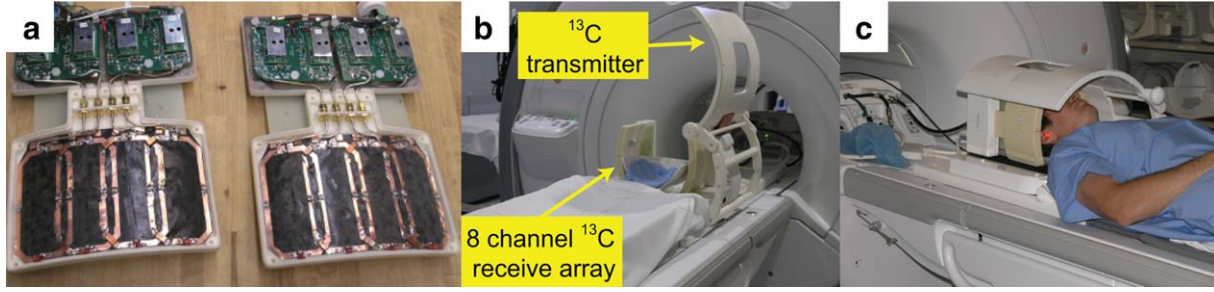 a
b
c
¹³C
transmitter
8 channel ¹³C
receive array